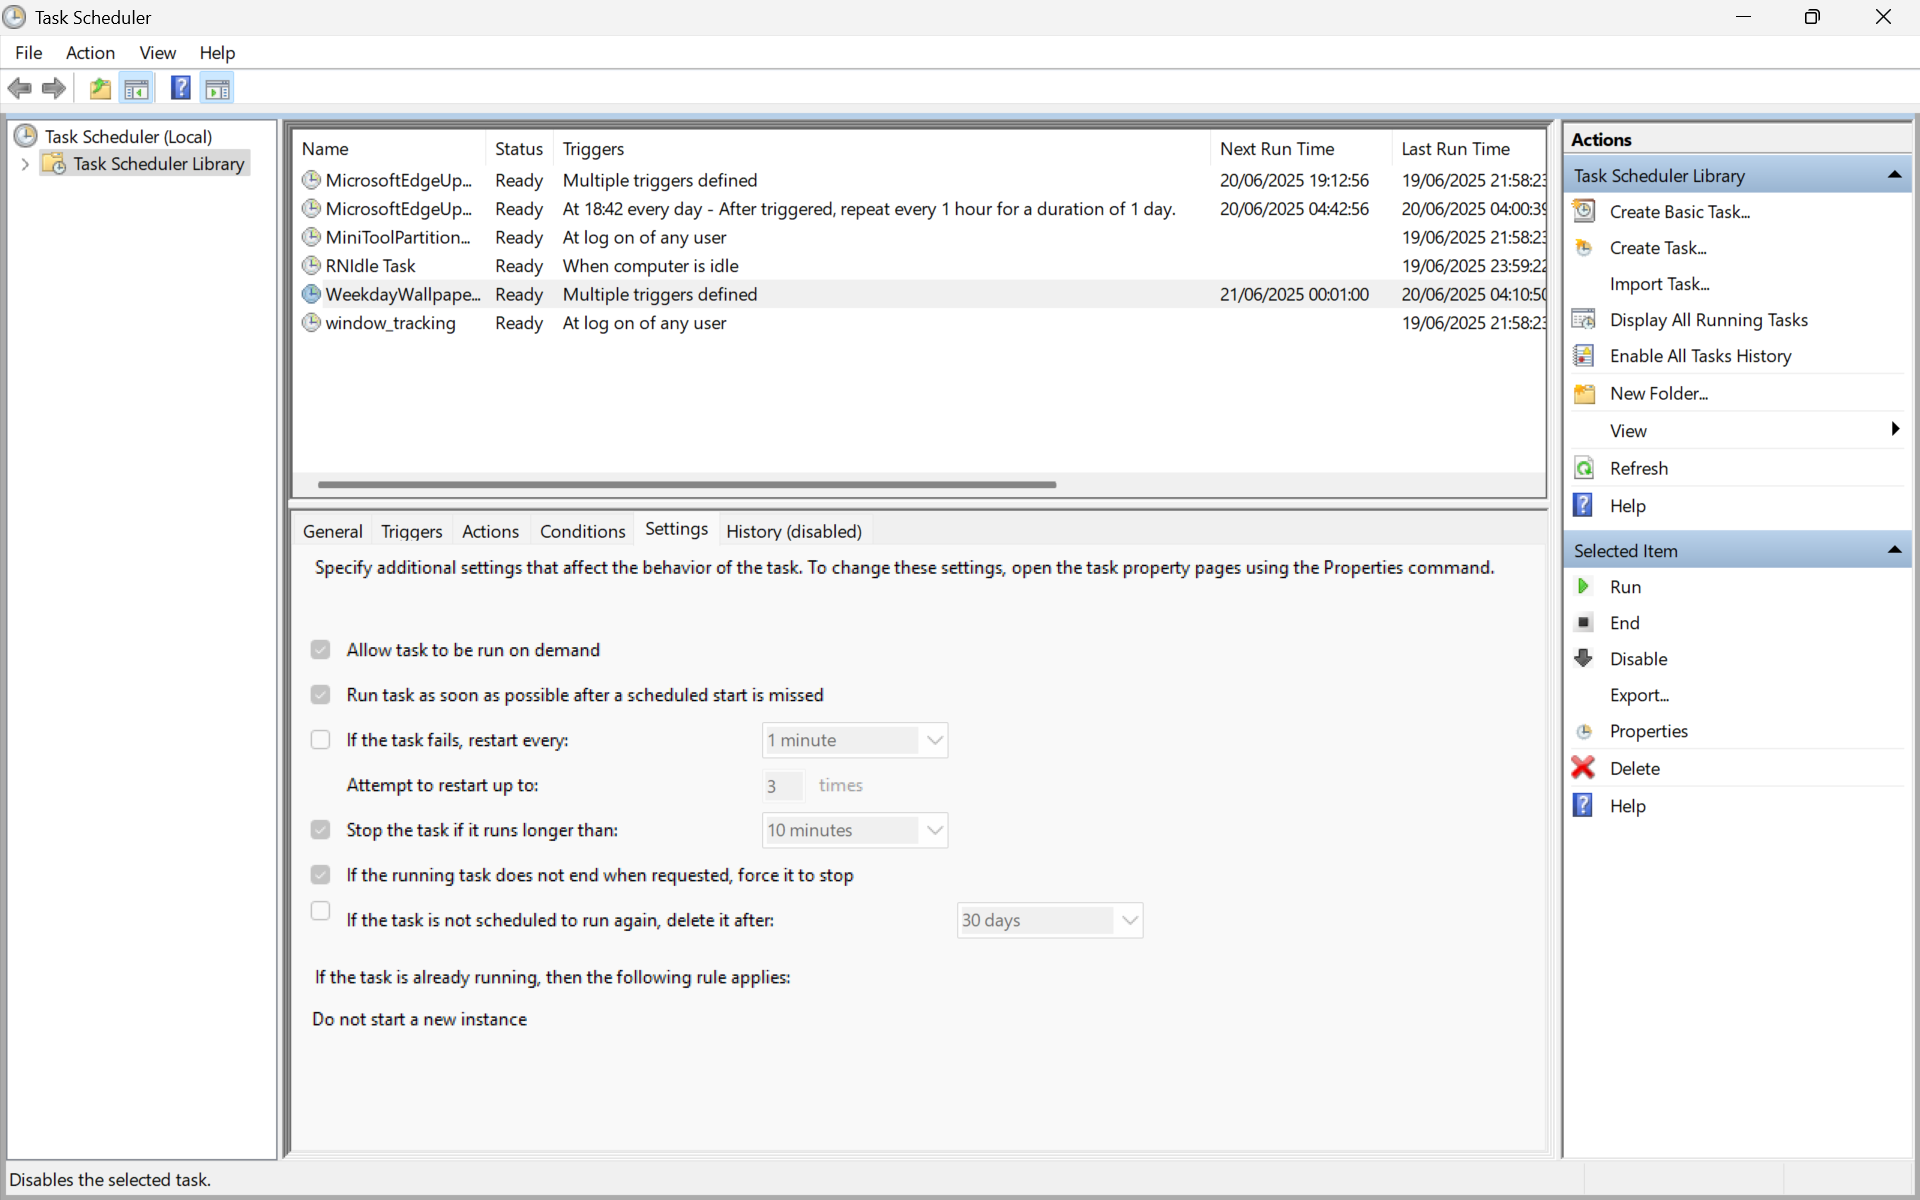 Task Scheduler
File Action View Help
Task Scheduler (Local)
Task Scheduler Library
Name Status Triggers Next Run Time Last Run Time
MicrosoftEdgeUp... Ready Multiple triggers defined 20/06/2025 19:12:56 19/06/2025 21:58:23
MicrosoftEdgeUp... Ready At 18:42 every day - After triggered, repeat every 1 hour for a duration of 1 day. 20/06/2025 04:42:56 20/06/2025 04:00:39
MiniToolPartition... Ready At log on of any user 19/06/2025 21:58:23
RNIdle Task Ready When computer is idle 19/06/2025 23:59:22
WeekdayWallpape... Ready Multiple triggers defined 21/06/2025 00:01:00 20/06/2025 04:10:50
window_tracking Ready At log on of any user 19/06/2025 21:58:23
General Triggers Actions Conditions Settings History (disabled)
Specify additional settings that affect the behavior of the task. To change these settings, open the task property pages using the Properties command.
Allow task to be run on demand
Run task as soon as possible after a scheduled start is missed
If the task fails, restart every: 1 minute
Attempt to restart up to: 3 times
Stop the task if it runs longer than: 10 minutes
If the running task does not end when requested, force it to stop
If the task is not scheduled to run again, delete it after: 30 days
If the task is already running, then the following rule applies:
Do not start a new instance
Actions
Task Scheduler Library
Create Basic Task...
Create Task...
Import Task...
Display All Running Tasks
Enable All Tasks History
New Folder...
View
Refresh
Help
Selected Item
Run
End
Disable
Export...
Properties
Delete
Help
Disables the selected task.